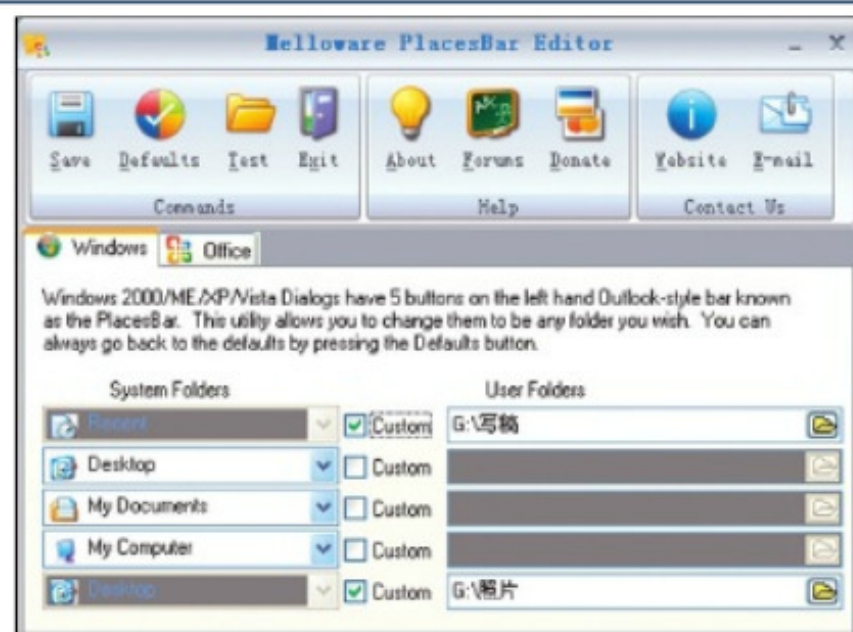 Melloware PlacesBar Editor
Save Defaults Test Exit About Forums Donate Website E-mail
Commands Help Contact Us
Windows Office
Windows 2000/ME/XP/Vista Dialogs have 5 buttons on the left hand Outlook-style bar known
as the PlacesBar. This utility allows you to change them to be any folder you wish. You can
always go back to the defaults by pressing the Defaults button.
System Folders User Folders
Recent Custom G:\写稿
Desktop Custom
My Documents Custom
My Computer Custom
Desktop Custom G:\照片